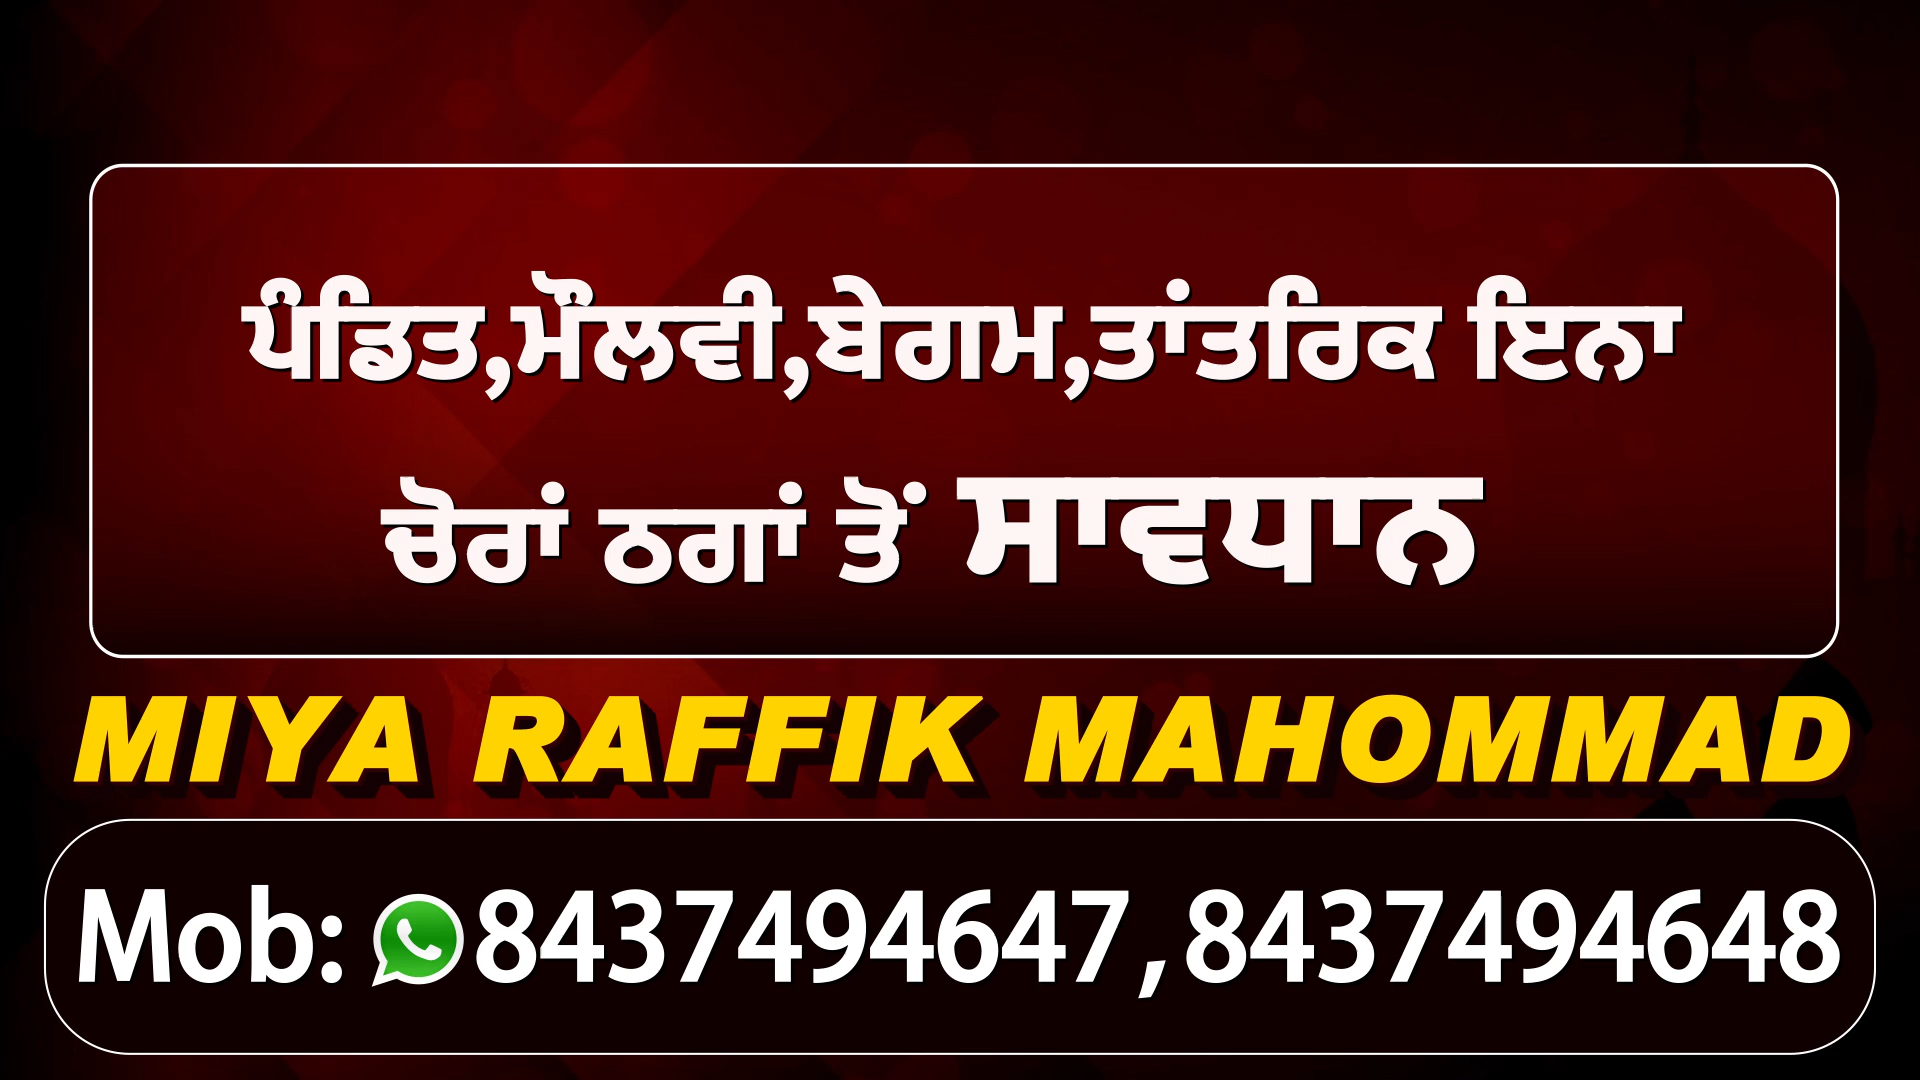 ਪੰਡਿਤ,ਮੌਲਵੀ,ਬੇਗਮ,ਤਾਂਤਰਿਕ ਇਨਾ
ਚੋਰਾਂ ਠਗਾਂ ਤੋਂ ਸਾਵਧਾਨ
MIYA RAFFIK MAHOMMAD
Mob: 8437494647, 8437494648